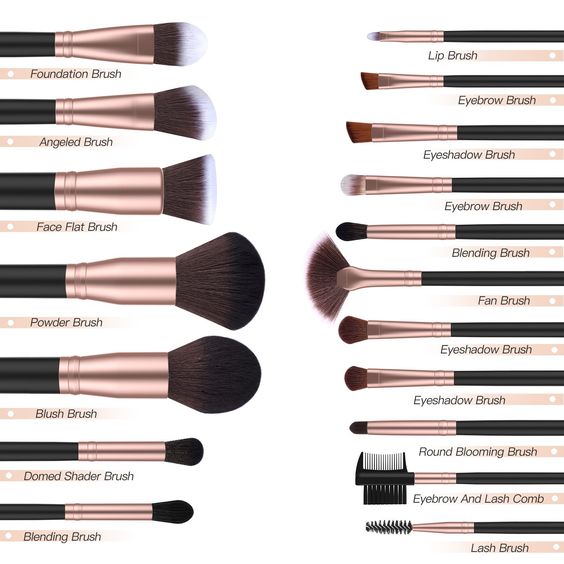 Foundation Brush
Angeled Brush
Face Flat Brush
Powder Brush
Blush Brush
Domed Shader Brush
Blending Brush
Lip Brush
Eyebrow Brush
Eyeshadow Brush
Eyebrow Brush
Blending Brush
Fan Brush
Eyeshadow Brush
Eyeshadow Brush
Round Blooming Brush
Eyebrow And Lash Comb
Lash Brush